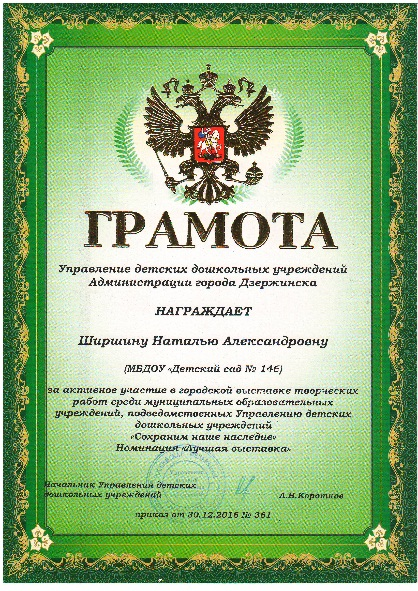 ГРАМОТА
Управление детских дошкольных учреждений
Администрации города Дзержинска
НАГРАЖДАЕТ
Ширшину Наталью Александровну
(МБДОУ «Детский сад № 146)
за активное участие в городской выставке творческих
работ среди муниципальных образовательных
учреждений, подведомственных Управлению детских
дошкольных учреждений
«Сохраним наше наследие»
Номинация «Лучшая выставка»
Начальник Управления детских
дошкольных учреждений
Л.Н.Коротков
приказ от 30.12.2016 № 361